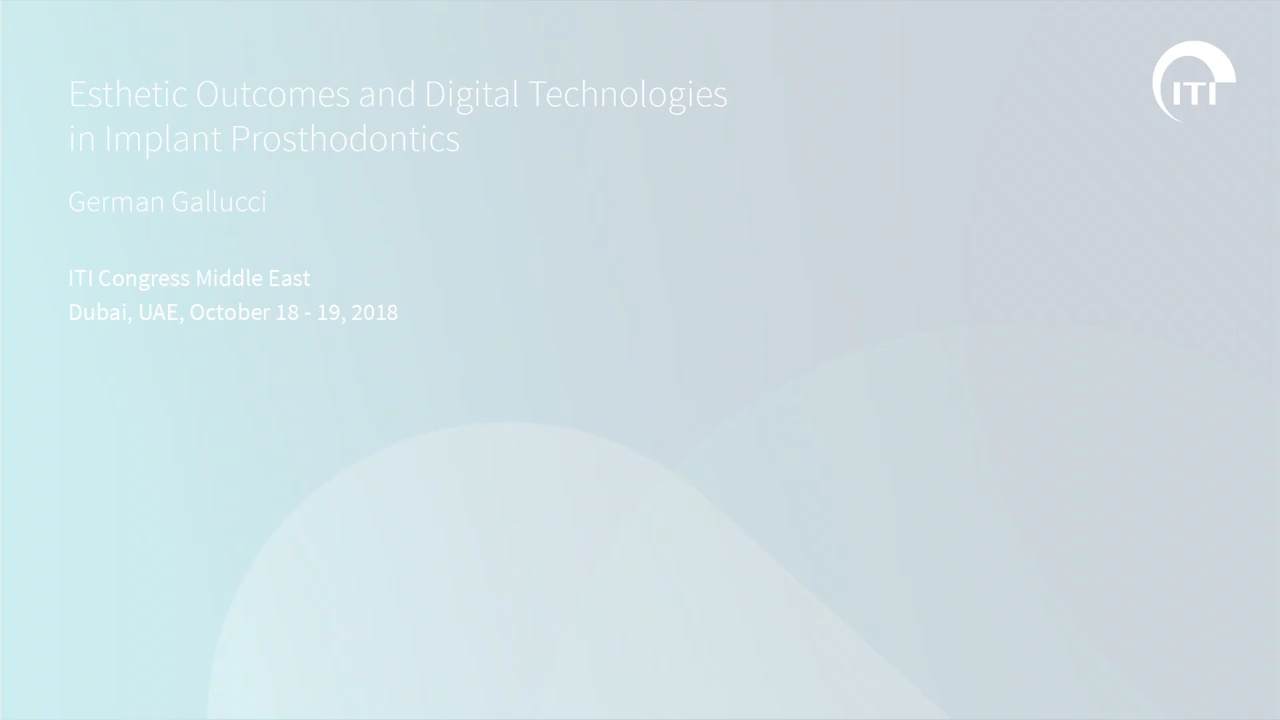 Esthetic Outcomes and Digital Technologies
in Implant Prosthodontics
German Gallucci
ITI Congress Middle East
Dubai, UAE, October 18 - 19, 2018
ITI